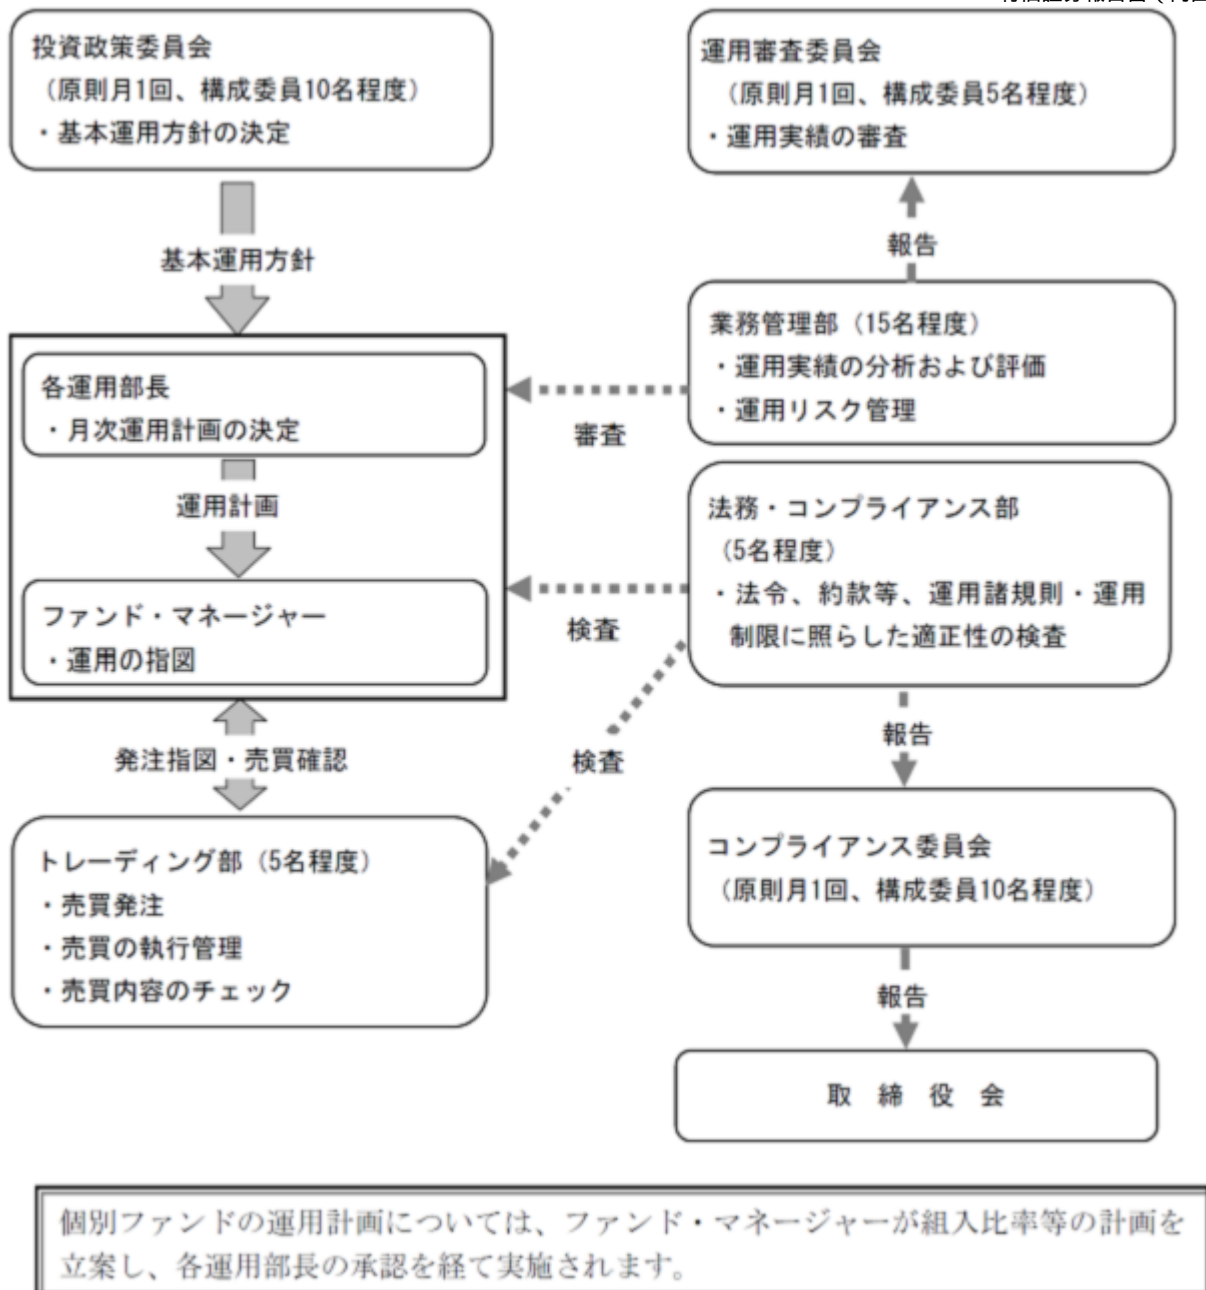 投資政策委員会
（原則月1回、構成委員10名程度）
・基本運用方針の決定
基本運用方針
各運用部長
・月次運用計画の決定
運用計画
ファンド・マネージャー
・運用の指図
発注指図・売買確認
トレーディング部（5名程度）
・売買発注
・売買の執行管理
・売買内容のチェック
運用審査委員会
（原則月1回、構成委員5名程度）
・運用実績の審査
報告
業務管理部（15名程度）
・運用実績の分析および評価
・運用リスク管理
審査
法務・コンプライアンス部
（5名程度）
・法令、約款等、運用諸規則・運用
制限に照らした適正性の検査
検査
検査
報告
コンプライアンス委員会
（原則月1回、構成委員10名程度）
報告
取 締 役 会
個別ファンドの運用計画については、ファンド・マネージャーが組入比率等の計画を
立案し、各運用部長の承認を経て実施されます。